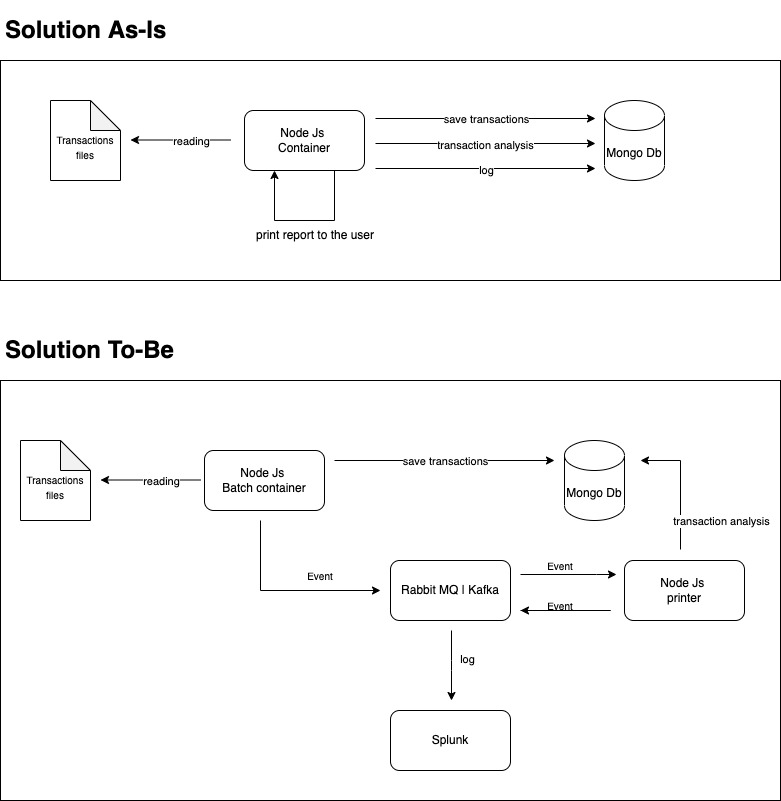 Solution As-Is
Transactions
files
reading
Node Js
Container
save transactions
transaction analysis
log
Mongo Db
print report to the user
Solution To-Be
Transactions
files
reading
Node Js
Batch container
save transactions
Mongo Db
transaction analysis
Event
Rabbit MQ | Kafka
Event
Event
Node Js
printer
log
Splunk